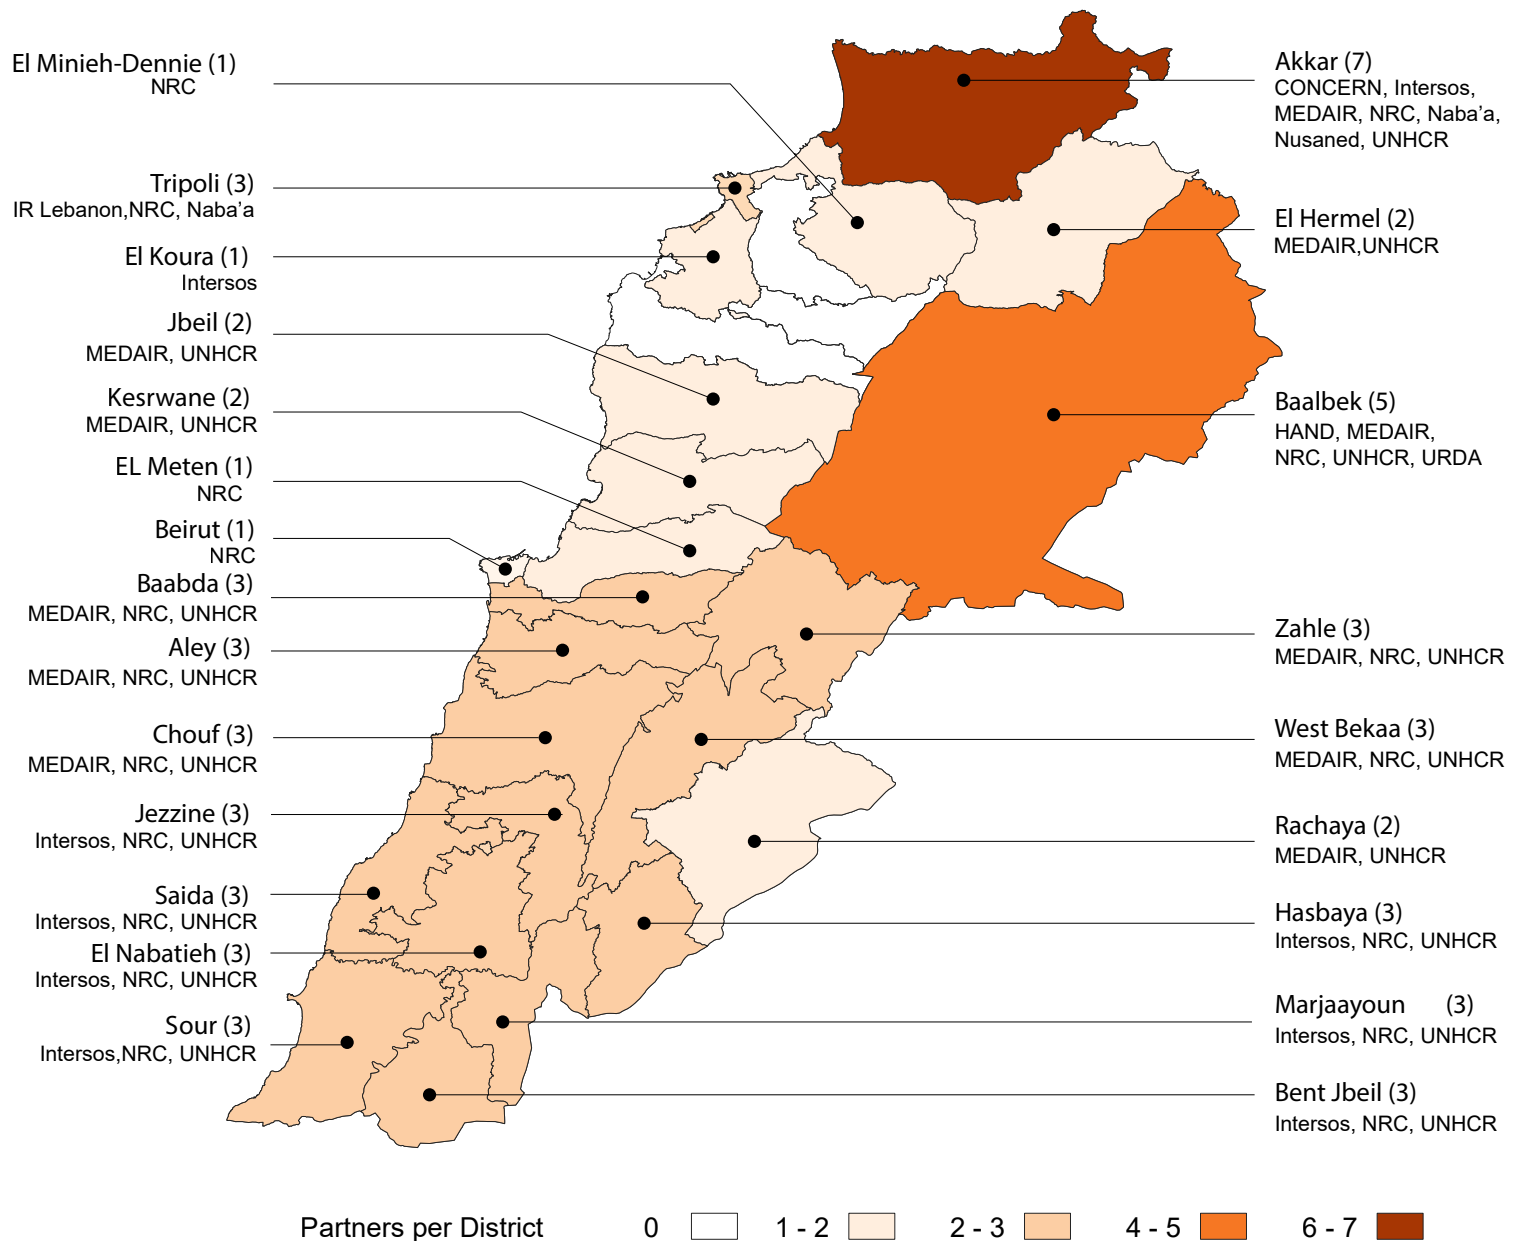 El Minieh-Dennie (1)
NRC
Tripoli (3)
IR Lebanon,NRC, Naba’a
El Koura (1)
Intersos
Jbeil (2)
MEDAIR, UNHCR
Kesrwane (2)
MEDAIR, UNHCR
EL Meten (1)
NRC
Beirut (1)
NRC
Baabda (3)
MEDAIR, NRC, UNHCR
Aley (3)
MEDAIR, NRC, UNHCR
Chouf (3)
MEDAIR, NRC, UNHCR
Jezzine (3)
Intersos, NRC, UNHCR
Saida (3)
Intersos, NRC, UNHCR
El Nabatieh (3)
Intersos, NRC, UNHCR
Sour (3)
Intersos,NRC, UNHCR
Akkar (7)
CONCERN, Intersos,
MEDAIR, NRC, Naba’a,
Nusaned, UNHCR
El Hermel (2)
MEDAIR,UNHCR
Baalbek (5)
HAND, MEDAIR,
NRC, UNHCR, URDA
Zahle (3)
MEDAIR, NRC, UNHCR
West Bekaa (3)
MEDAIR, NRC, UNHCR
Rachaya (2)
MEDAIR, UNHCR
Hasbaya (3)
Intersos, NRC, UNHCR
Marjaayoun (3)
Intersos, NRC, UNHCR
Bent Jbeil (3)
Intersos, NRC, UNHCR
Partners per District 0 1 - 2 2 - 3 4 - 5 6 - 7